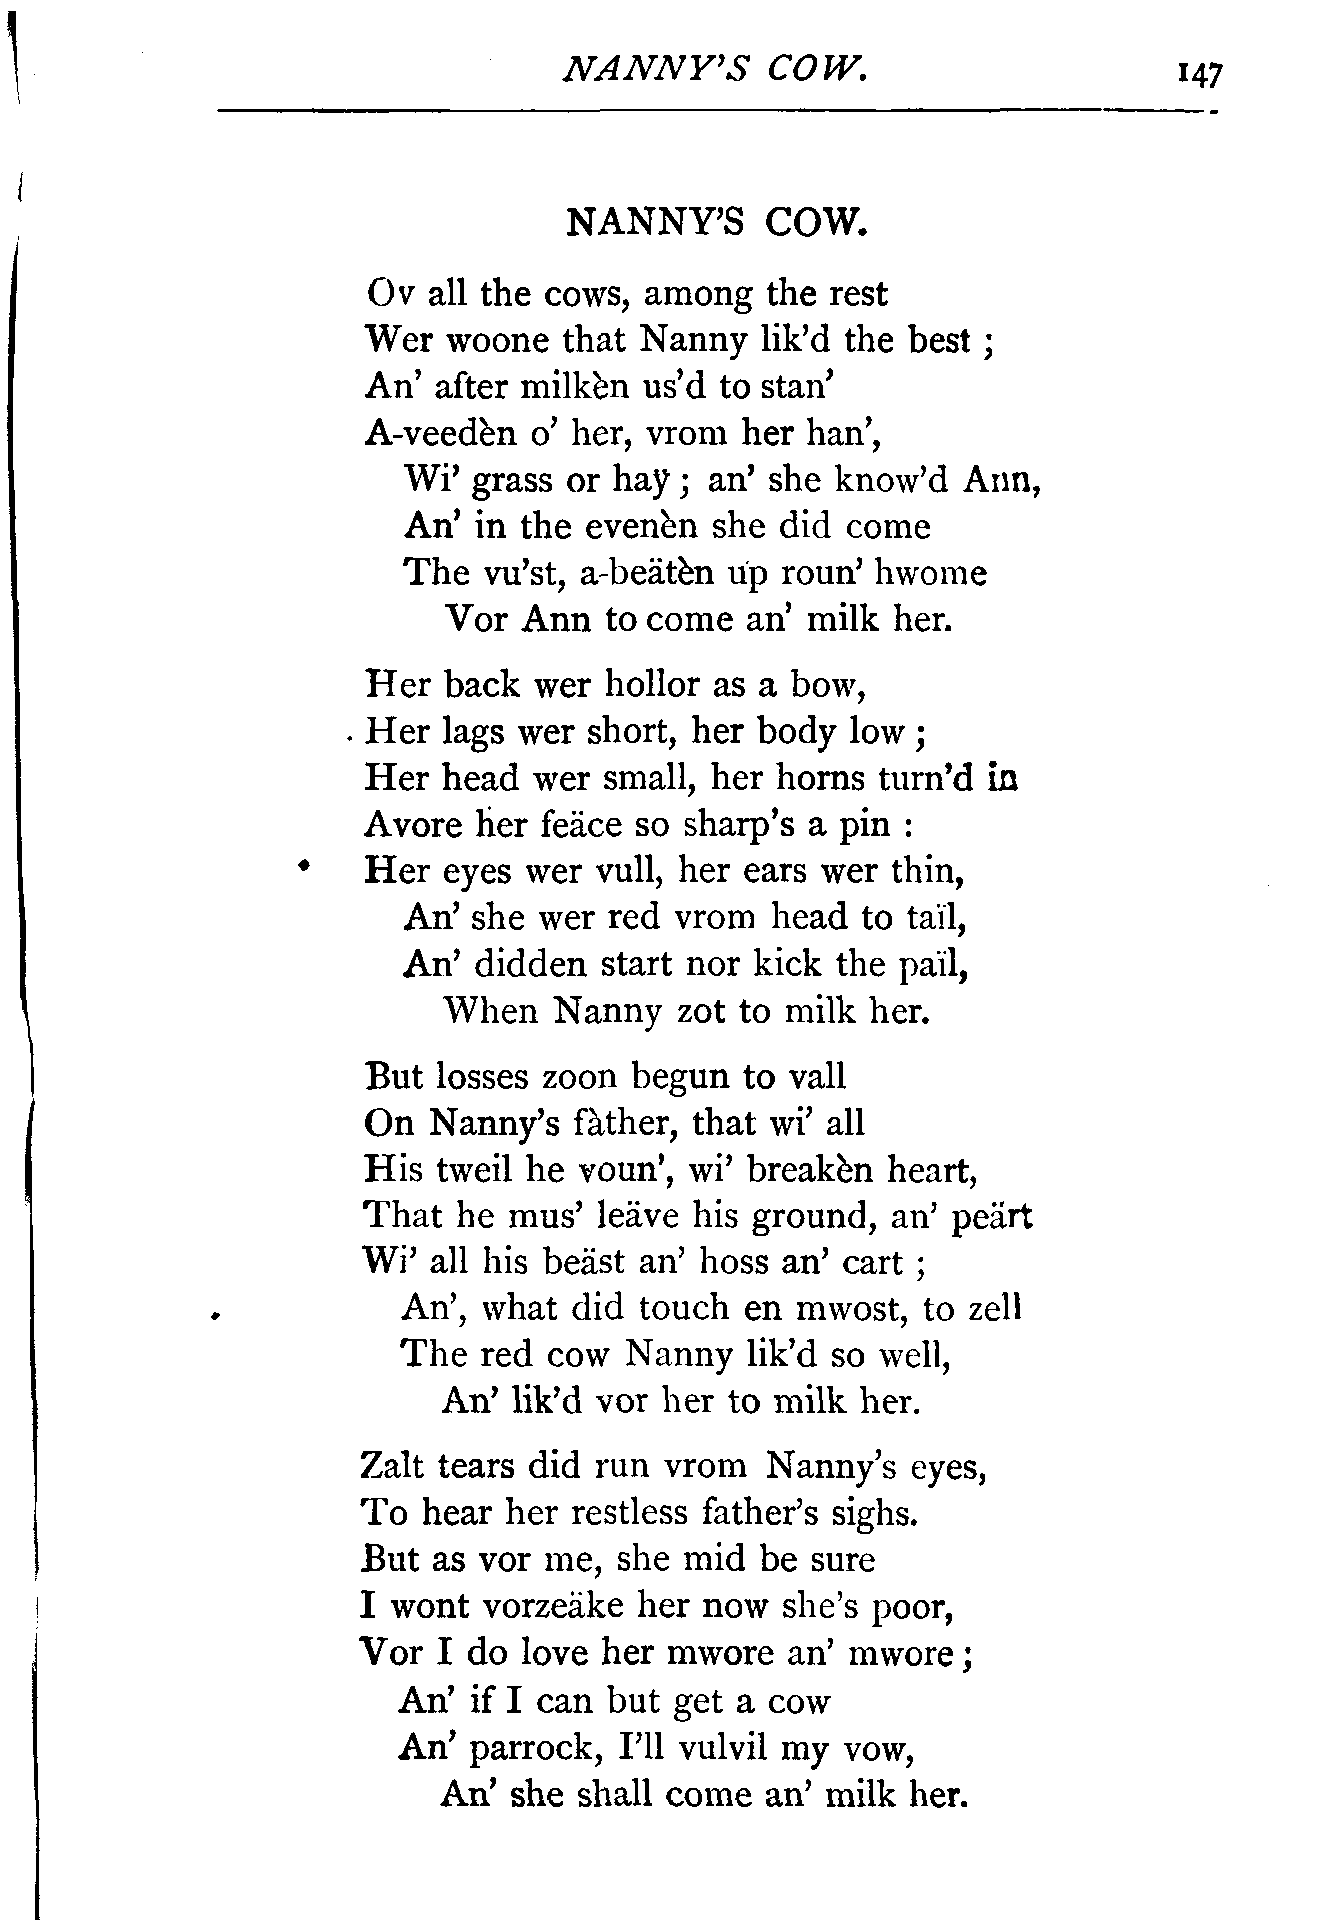 NANNY'S COW. 147
NANNY'S COW.
Ov all the cows, among the rest
Wer woone that Nanny lik'd the best ;
An' after milkèn us'd to stan'
A-veedèn o' her, vrom her han',
Wi' grass or haÿ ; an' she know'd Ann,
An' in the evenèn she did come
The vu'st, a-beätèn up roun' hwome
Vor Ann to come an' milk her.
Her back wer hollor as a bow,
Her lags wer short, her body low ;
Her head wer small, her horns turn'd in
Avore her feäce so sharp's a pin :
Her eyes wer vull, her ears wer thin,
An' she wer red vrom head to taïl,
An' didden start nor kick the païl,
When Nanny zot to milk her.
But losses zoon begun to vall
On Nanny's fàther, that wi' all
His tweil he voun', wi' breakèn heart,
That he mus' leäve his ground, an' peärt
Wi' all his beäst an' hoss an' cart ;
An', what did touch en mwost, to zell
The red cow Nanny lik'd so well,
An' lik'd vor her to milk her.
Zalt tears did run vrom Nanny's eyes,
To hear her restless father's sighs.
But as vor me, she mid be sure
I wont vorzeäke her now she's poor,
Vor I do love her mwore an' mwore ;
An' if I can but get a cow
An' parrock, I'll vulvil my vow,
An' she shall come an' milk her.